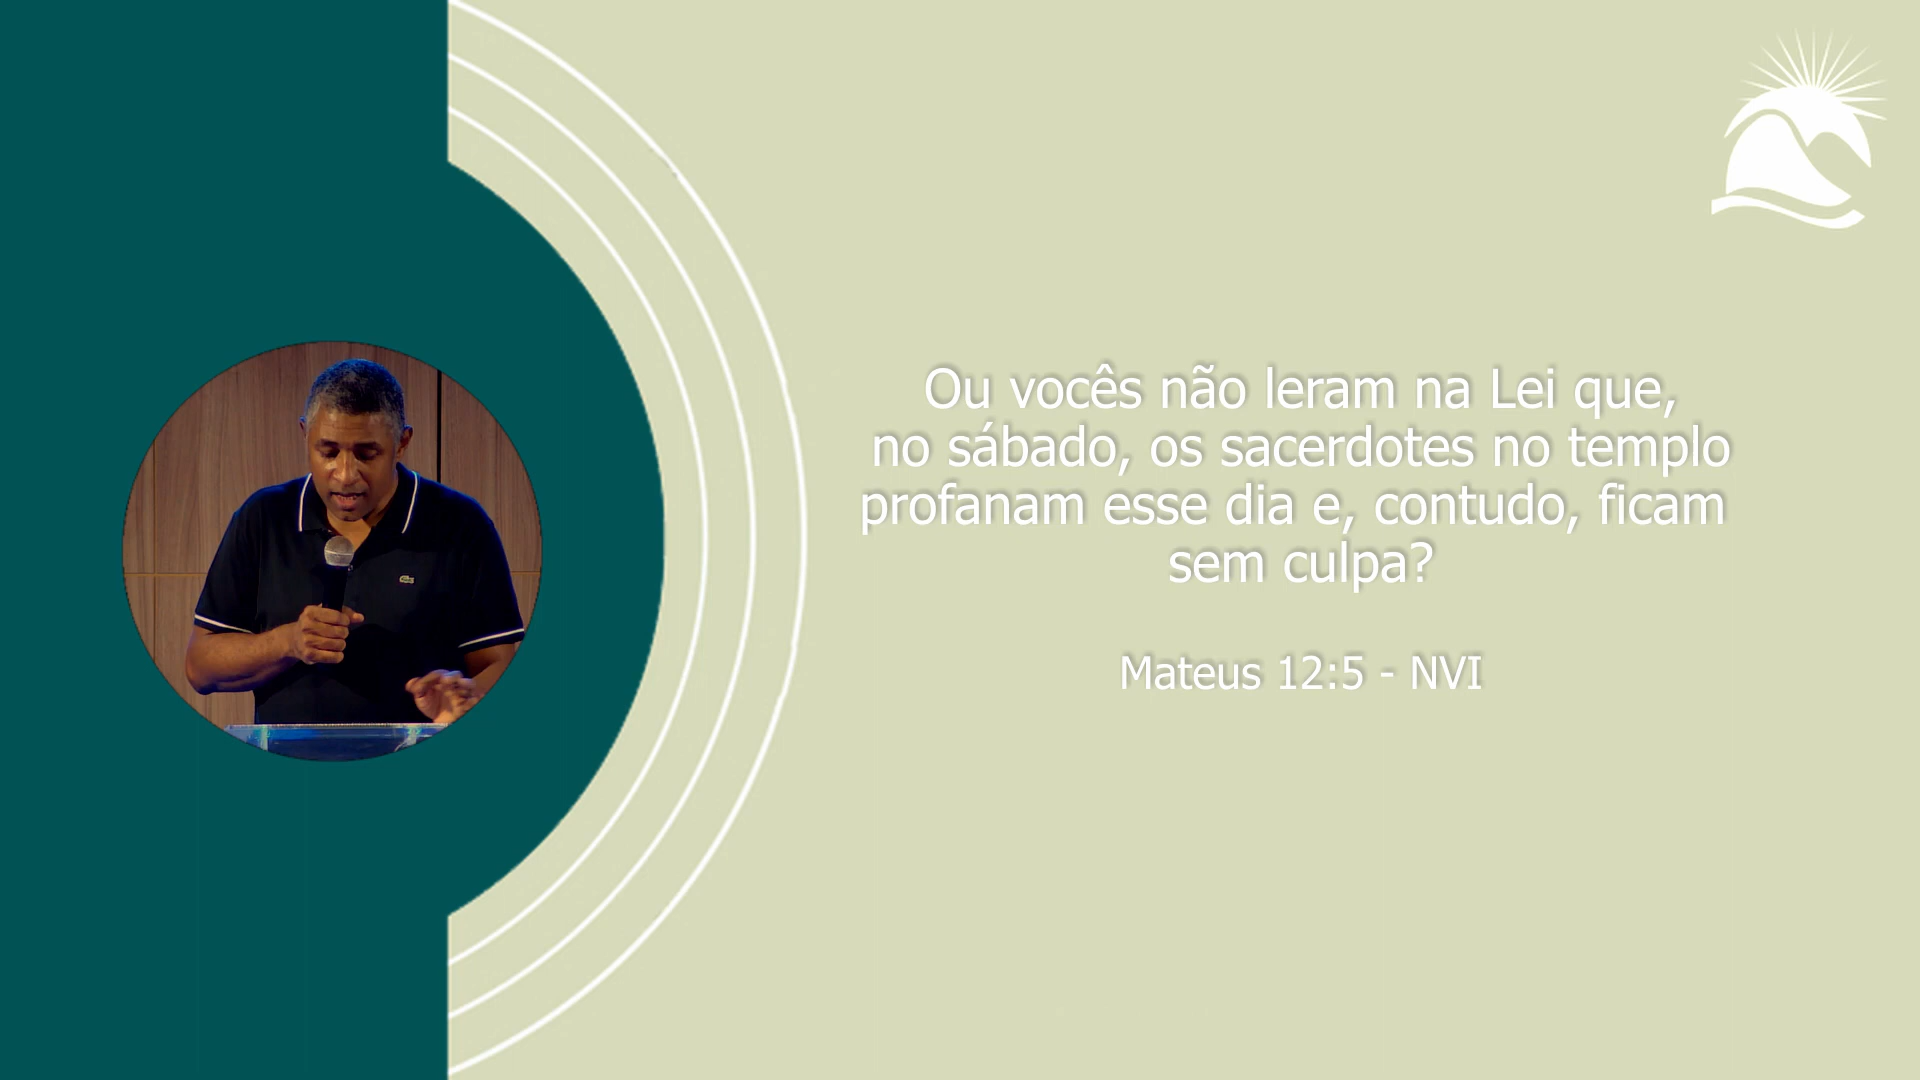 Ou vocês não leram na Lei que,
no sábado, os sacerdotes no templo
profanam esse dia e, contudo, ficam
sem culpa?
Mateus 12:5 - NVI